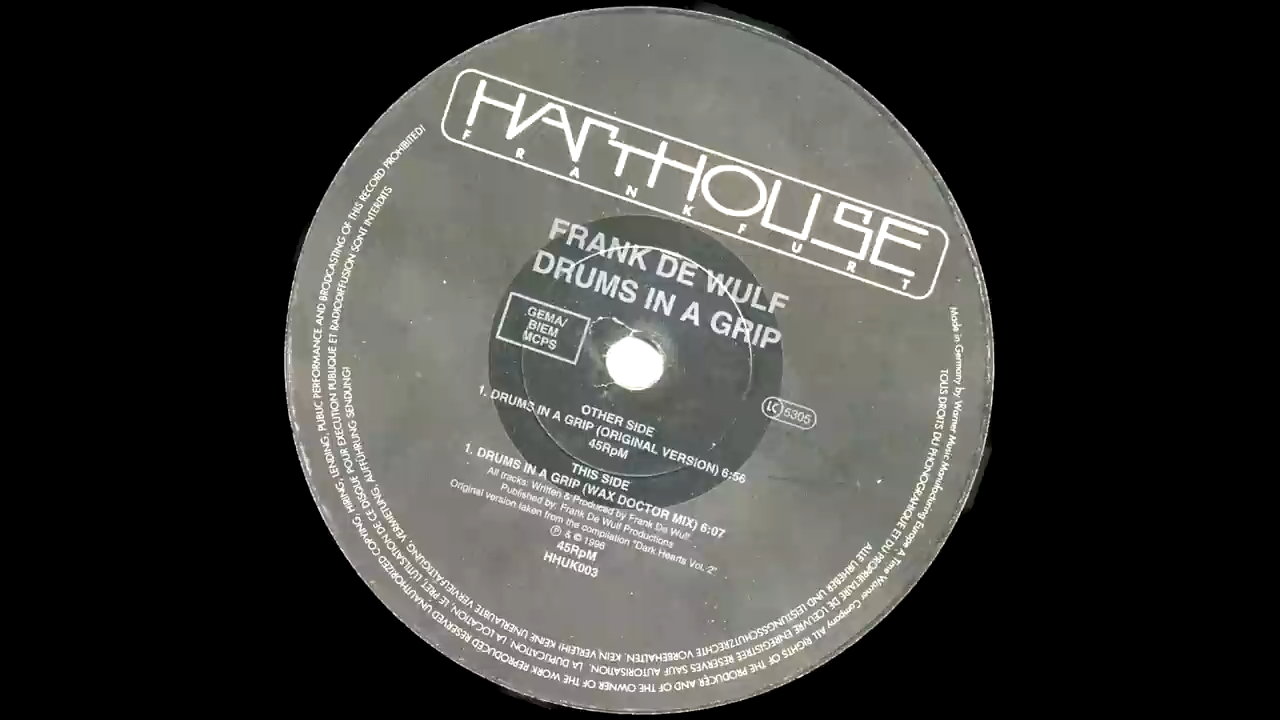 HARTHOUSE
FRANKFURT
FRANK DE WULF
DRUMS IN A GRIP
GEMA/
BIEM
MCPS
LC 5305
OTHER SIDE
1. DRUMS IN A GRIP (ORIGINAL VERSION) 6:56
45RpM
THIS SIDE
1. DRUMS IN A GRIP (WAX DOCTOR MIX) 6:07
All tracks: Written & Produced by Frank De Wulf
Published by: Frank De Wulf Productions
Original version taken from the compilation "Dark Hearts Vol. 2"
℗ & © 1996
45RpM
HHUK003
Made in Germany by Warner Music Manufacturing Europe A Time Warner Company ALL RIGHTS OF THE PRODUCER AND OF THE OWNER OF THE WORK REPRODUCED RESERVED UNAUTHORIZED COPYING, HIRING, LENDING, PUBLIC PERFORMANCE AND BRODCASTING OF THIS RECORD PROHIBITED!
TOUS DROITS DU PHONOGRAHIQUE ET DU PROPRIETAIRE DE L'ŒUVRE ENREGISTREE RESERVES SAUF AUTORISATION, LA DUPLICATION, LA LOCATION, LE PRET, L'UTILISATION DE CE DISQUE POUR EXECUTION PUBLIQUE ET RADIODIFFUSION SONT INTERDITS
ALLE URHEBER UND LEISTUNGSSCHUTZRECHTE VORBEHALTEN. KEIN VERLEIH! KEINE UNERLAUBTE VERVIELFÄLTIGUNG, VERMIETUNG, AUFFÜHRUNG, SENDUNG!